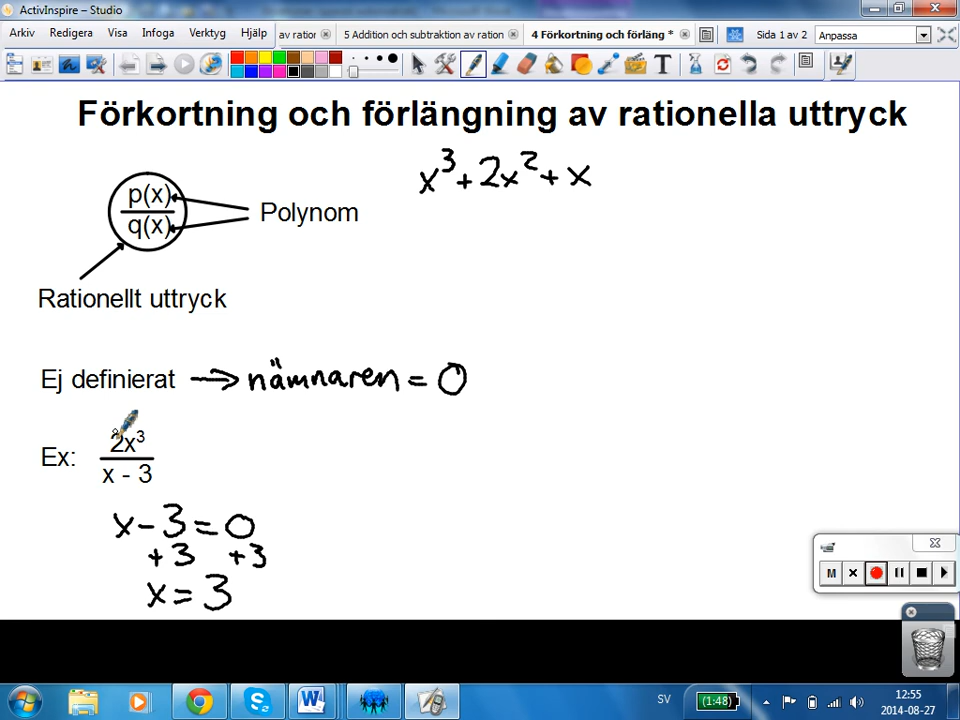 ActivInspire – Studio
Arkiv Redigera Visa Infoga Verktyg Hjälp
av ration
5 Addition och subtraktion av ration
4 Förkortning och förläng *
Sida 1 av 2
Anpassa
Förkortning och förlängning av rationella uttryck
x³+2x²+x
p(x)
q(x)
Polynom
Rationellt uttryck
Ej definierat → nämnaren = 0
Ex: 2x³
x - 3
x - 3 = 0
+3 +3
x = 3
M
SV
(1:48)
12:55
2014-08-27